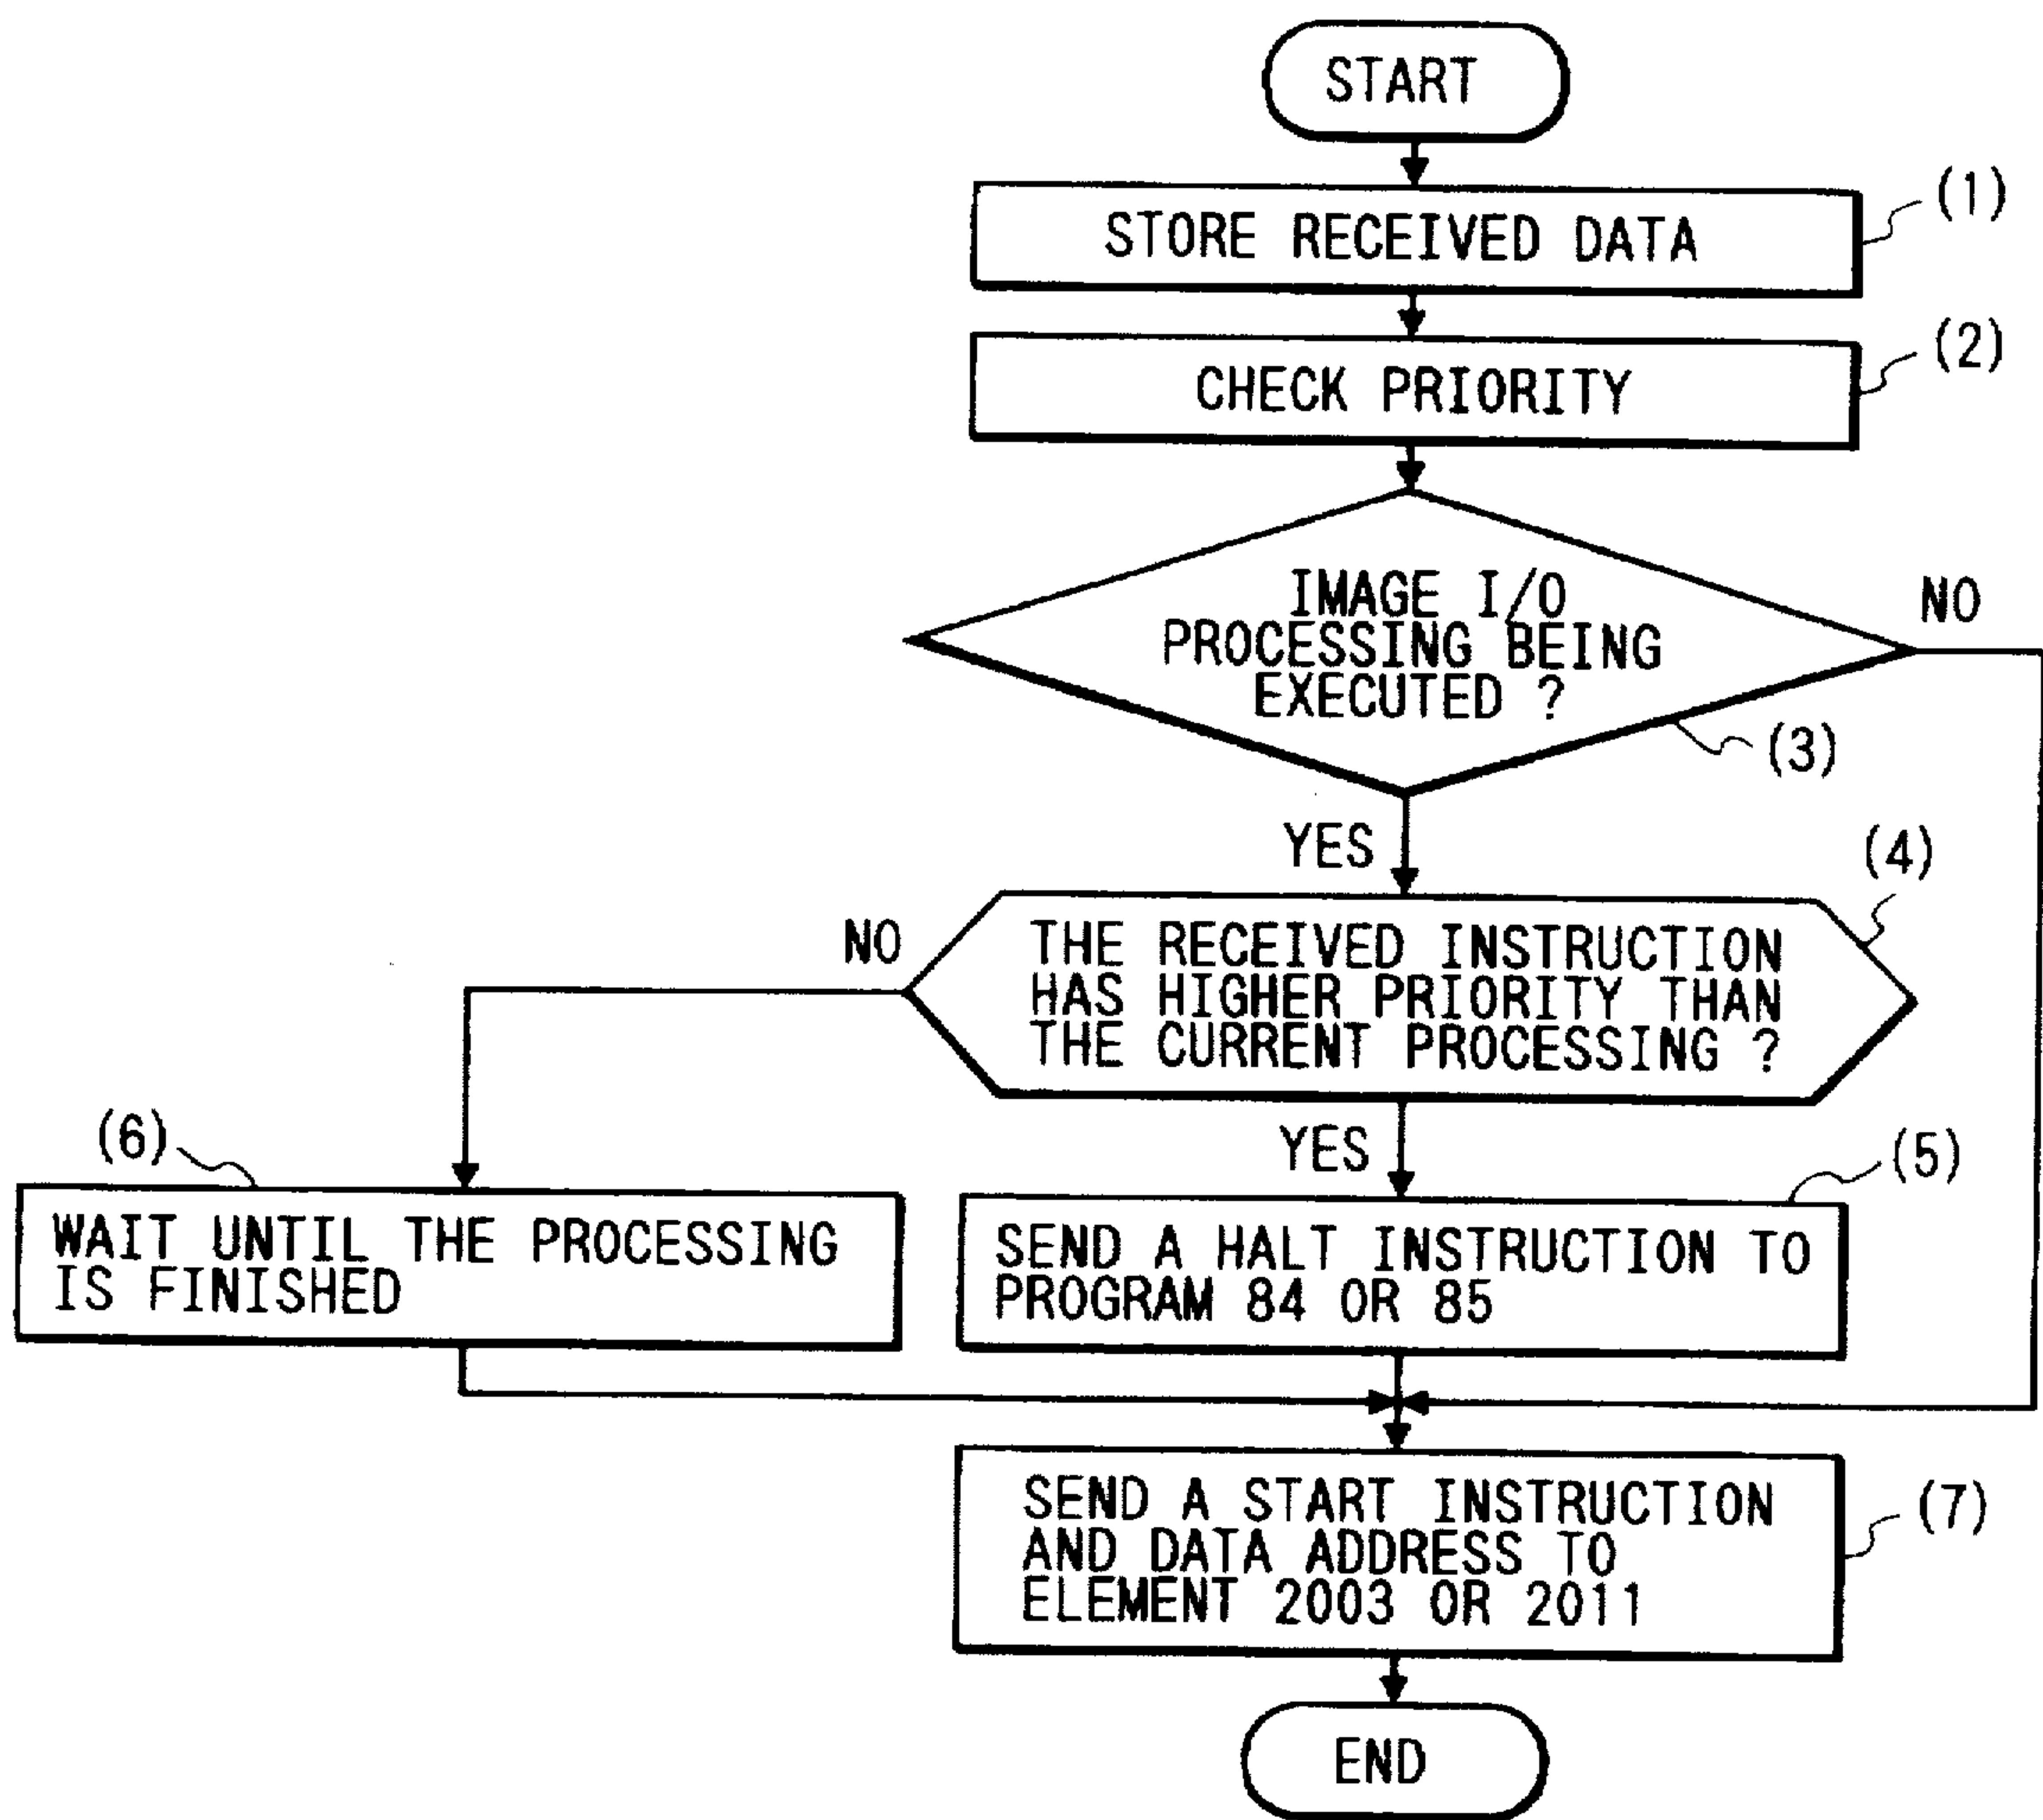 START
(1)
STORE RECEIVED DATA
(2)
CHECK PRIORITY
IMAGE I/O
PROCESSING BEING
EXECUTED ?
NO
(3)
YES
(4)
NO
THE RECEIVED INSTRUCTION
HAS HIGHER PRIORITY THAN
THE CURRENT PROCESSING ?
(6)
YES
(5)
WAIT UNTIL THE PROCESSING
IS FINISHED
SEND A HALT INSTRUCTION TO
PROGRAM 84 OR 85
SEND A START INSTRUCTION
AND DATA ADDRESS TO
ELEMENT 2003 OR 2011
(7)
END